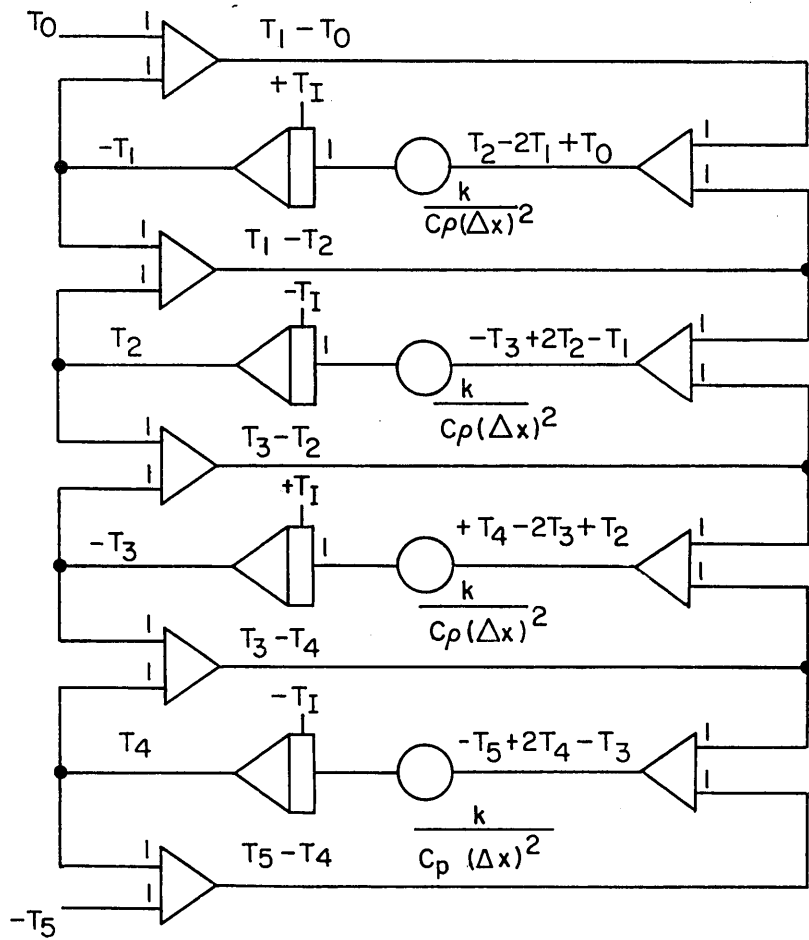 T0 1 T1 – T0
1 +TI
-T1 1 T2-2T1+T0 1
k 1
Cρ(Δx)2
1 T1 – T2
1 -TI
T2 1 -T3+2T2-T1 1
k 1
Cρ(Δx)2
1 T3-T2
1 +TI
-T3 1 +T4-2T3+T2 1
k 1
Cρ(Δx)2
1 T3-T4
1 -TI
T4 -T5+2T4-T3 1
k 1
Cp (Δx)2
1 T5-T4
1
-T5